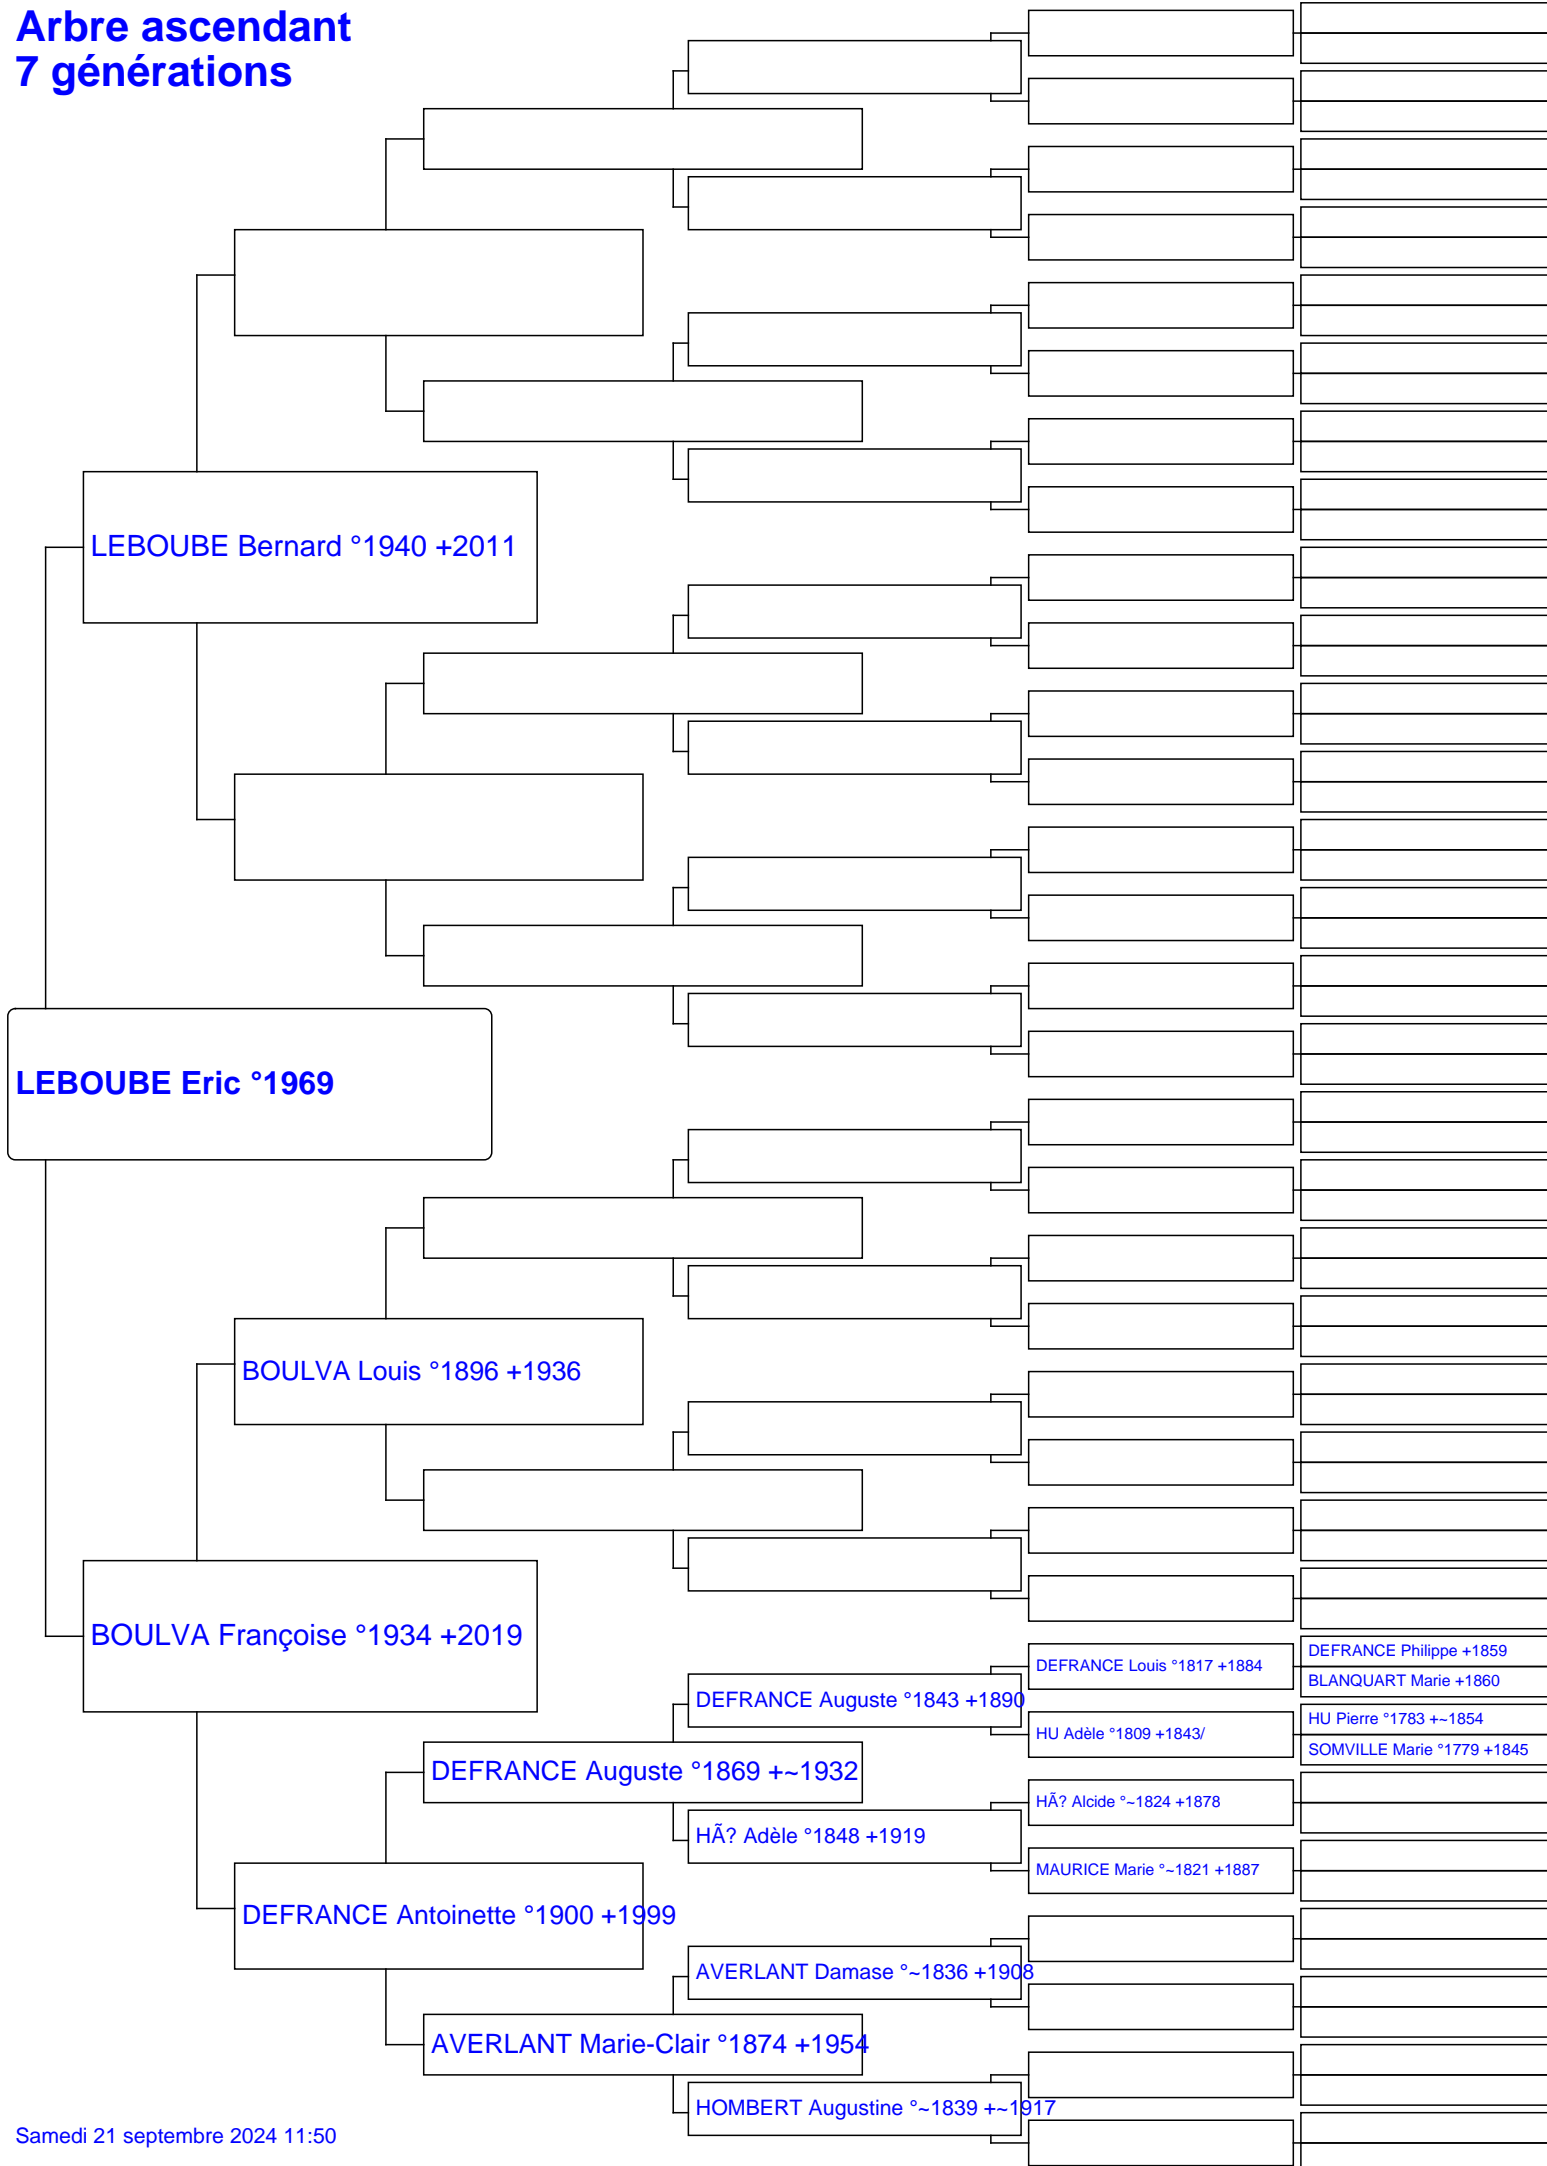 Arbre ascendant
7 générations
LEBOUBE Bernard °1940 +2011
LEBOUBE Eric °1969
BOULVA Louis °1896 +1936
BOULVA Françoise °1934 +2019
DEFRANCE Philippe +1859
DEFRANCE Louis °1817 +1884
BLANQUART Marie +1860
DEFRANCE Auguste °1843 +1890
HU Pierre °1783 +~1854
HU Adèle °1809 +1843/
SOMVILLE Marie °1779 +1845
DEFRANCE Auguste °1869 +~1932
HÃ? Alcide °~1824 +1878
HÃ? Adèle °1848 +1919
MAURICE Marie °~1821 +1887
DEFRANCE Antoinette °1900 +1999
AVERLANT Damase °~1836 +1908
AVERLANT Marie-Clair °1874 +1954
HOMBERT Augustine °~1839 +~1917
Samedi 21 septembre 2024 11:50